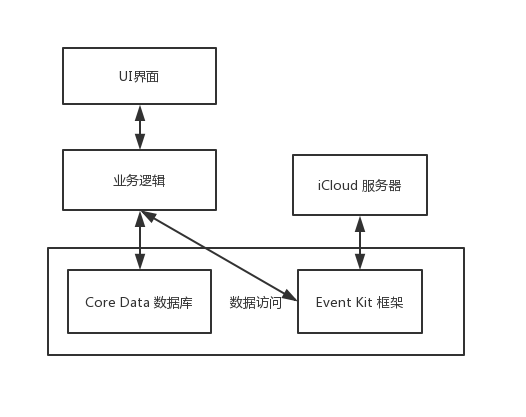 UI界面
业务逻辑
iCloud 服务器
Core Data 数据库
数据访问
Event Kit 框架